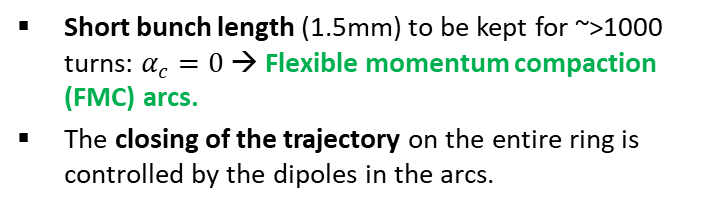 ▪ Short bunch length (1.5mm) to be kept for ~>1000
turns: α𝑐 = 0 → Flexible momentum compaction
(FMC) arcs.
▪ The closing of the trajectory on the entire ring is
controlled by the dipoles in the arcs.